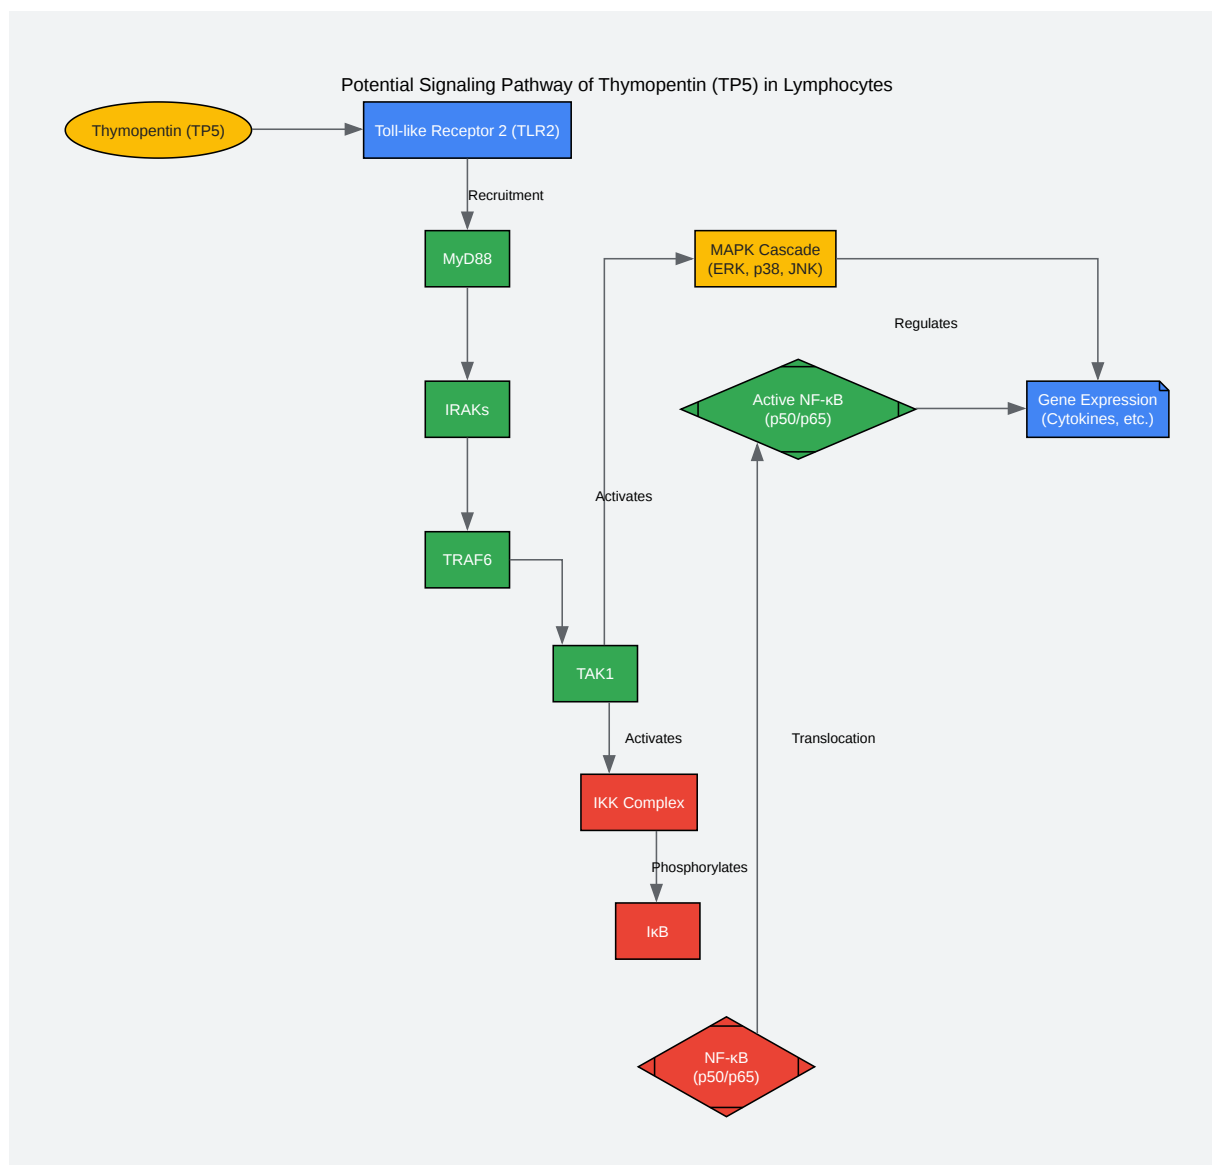 Potential Signaling Pathway of Thymopentin (TP5) in Lymphocytes
Thymopentin (TP5)
Toll-like Receptor 2 (TLR2)
Recruitment
MyD88
MAPK Cascade
(ERK, p38, JNK)
Regulates
IRAKs
Active NF-κB
(p50/p65)
Gene Expression
(Cytokines, etc.)
Activates
TRAF6
TAK1
Activates
Translocation
IKK Complex
Phosphorylates
IκB
NF-κB
(p50/p65)